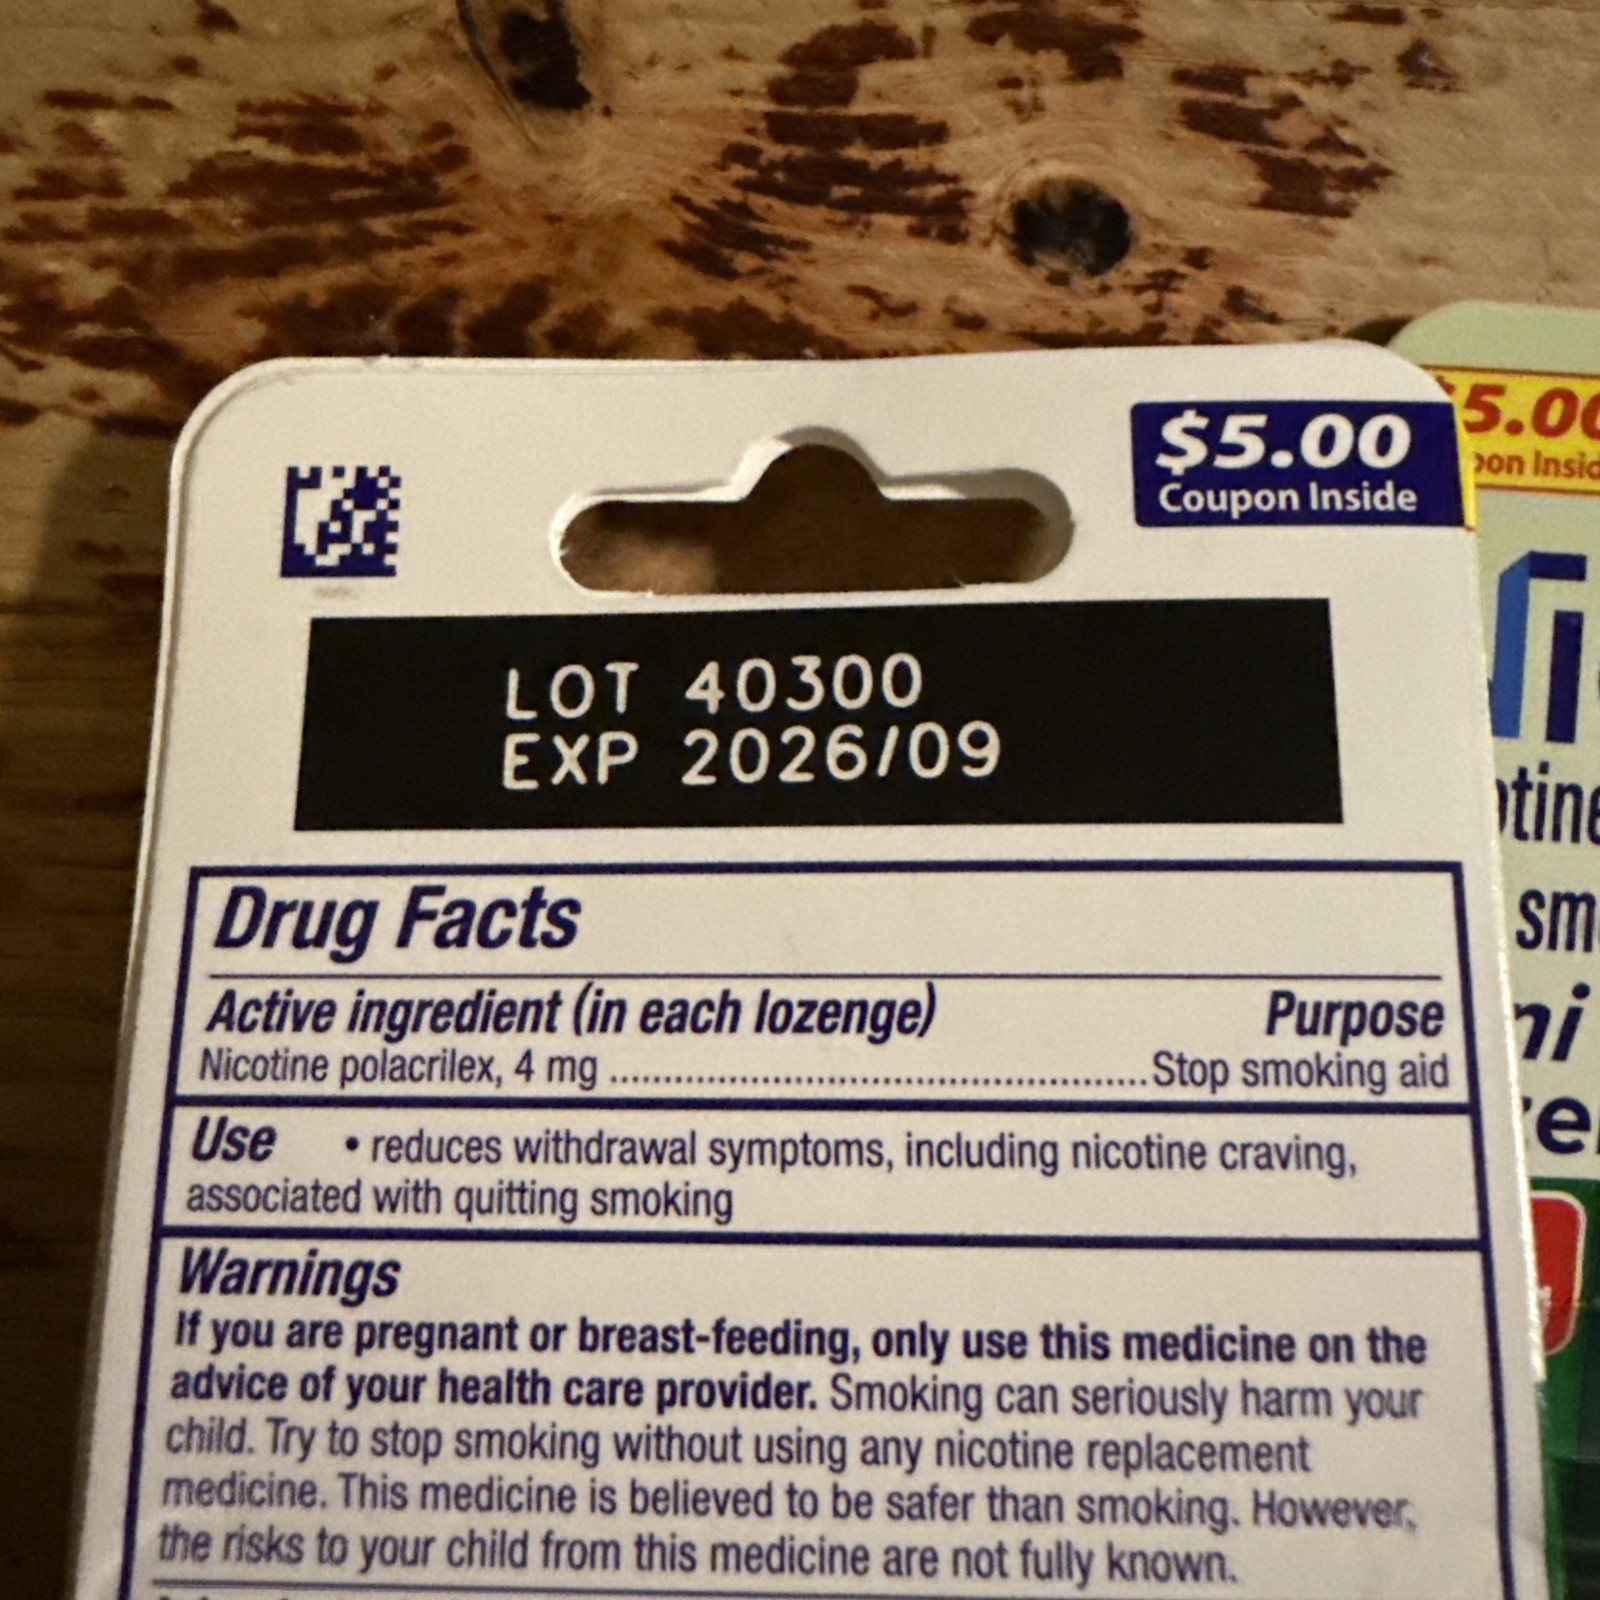 $5.00
Coupon Inside
LOT 40300
EXP 2026/09
Drug Facts
Active ingredient (in each lozenge) Purpose
Nicotine polacrilex, 4 mg ........................................................ Stop smoking aid
Use • reduces withdrawal symptoms, including nicotine craving,
associated with quitting smoking
Warnings
If you are pregnant or breast-feeding, only use this medicine on the
advice of your health care provider. Smoking can seriously harm your
child. Try to stop smoking without using any nicotine replacement
medicine. This medicine is believed to be safer than smoking. However,
the risks to your child from this medicine are not fully known.
5.00
Inside